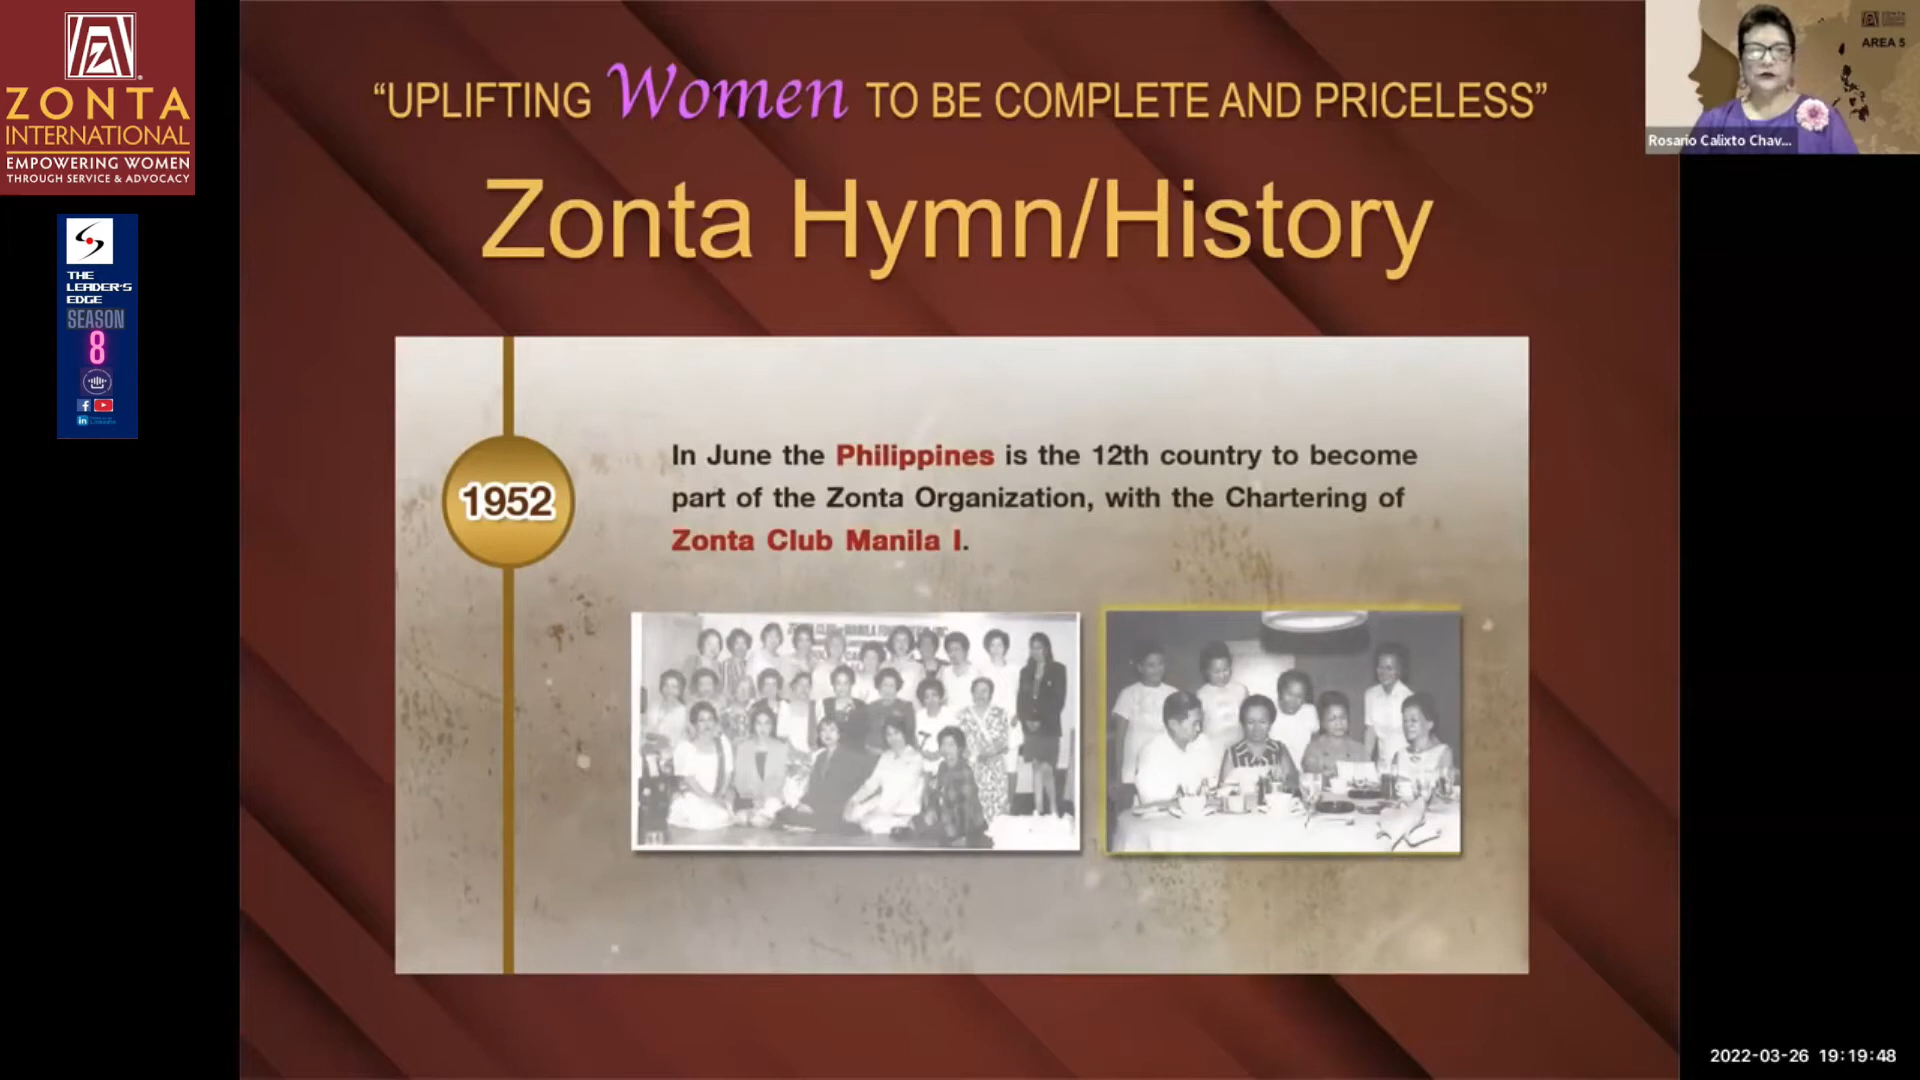 ZONTA
INTERNATIONAL
EMPOWERING WOMEN
THROUGH SERVICE & ADVOCACY
THE
LEADER'S
EDGE
SEASON
8
“UPLIFTING Women TO BE COMPLETE AND PRICELESS”
Zonta Hymn/History
1952
In June the Philippines is the 12th country to become
part of the Zonta Organization, with the Chartering of
Zonta Club Manila I.
AREA 5
Rosario Calixto Chav...
2022-03-26 19:19:48